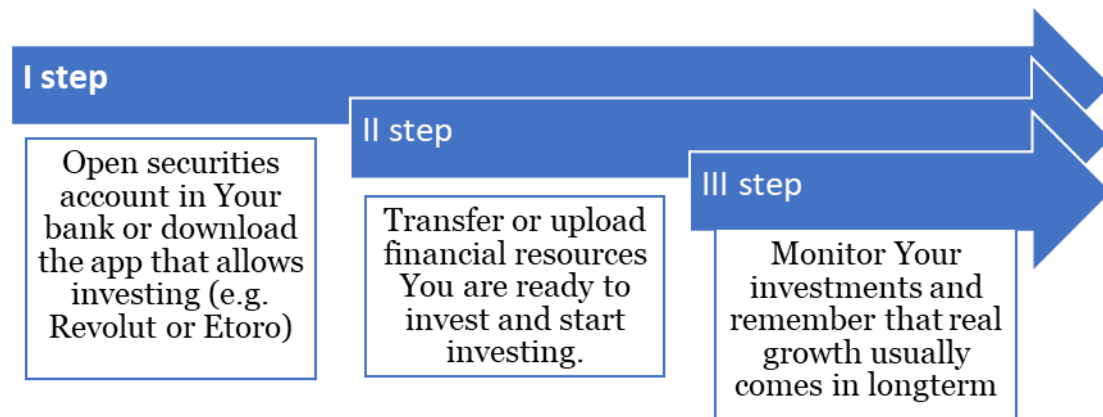 I step
Open securities
account in Your
bank or download
the app that allows
investing (e.g.
Revolut or Etoro)
II step
Transfer or upload
financial resources
You are ready to
invest and start
investing.
III step
Monitor Your
investments and
remember that real
growth usually
comes in longterm